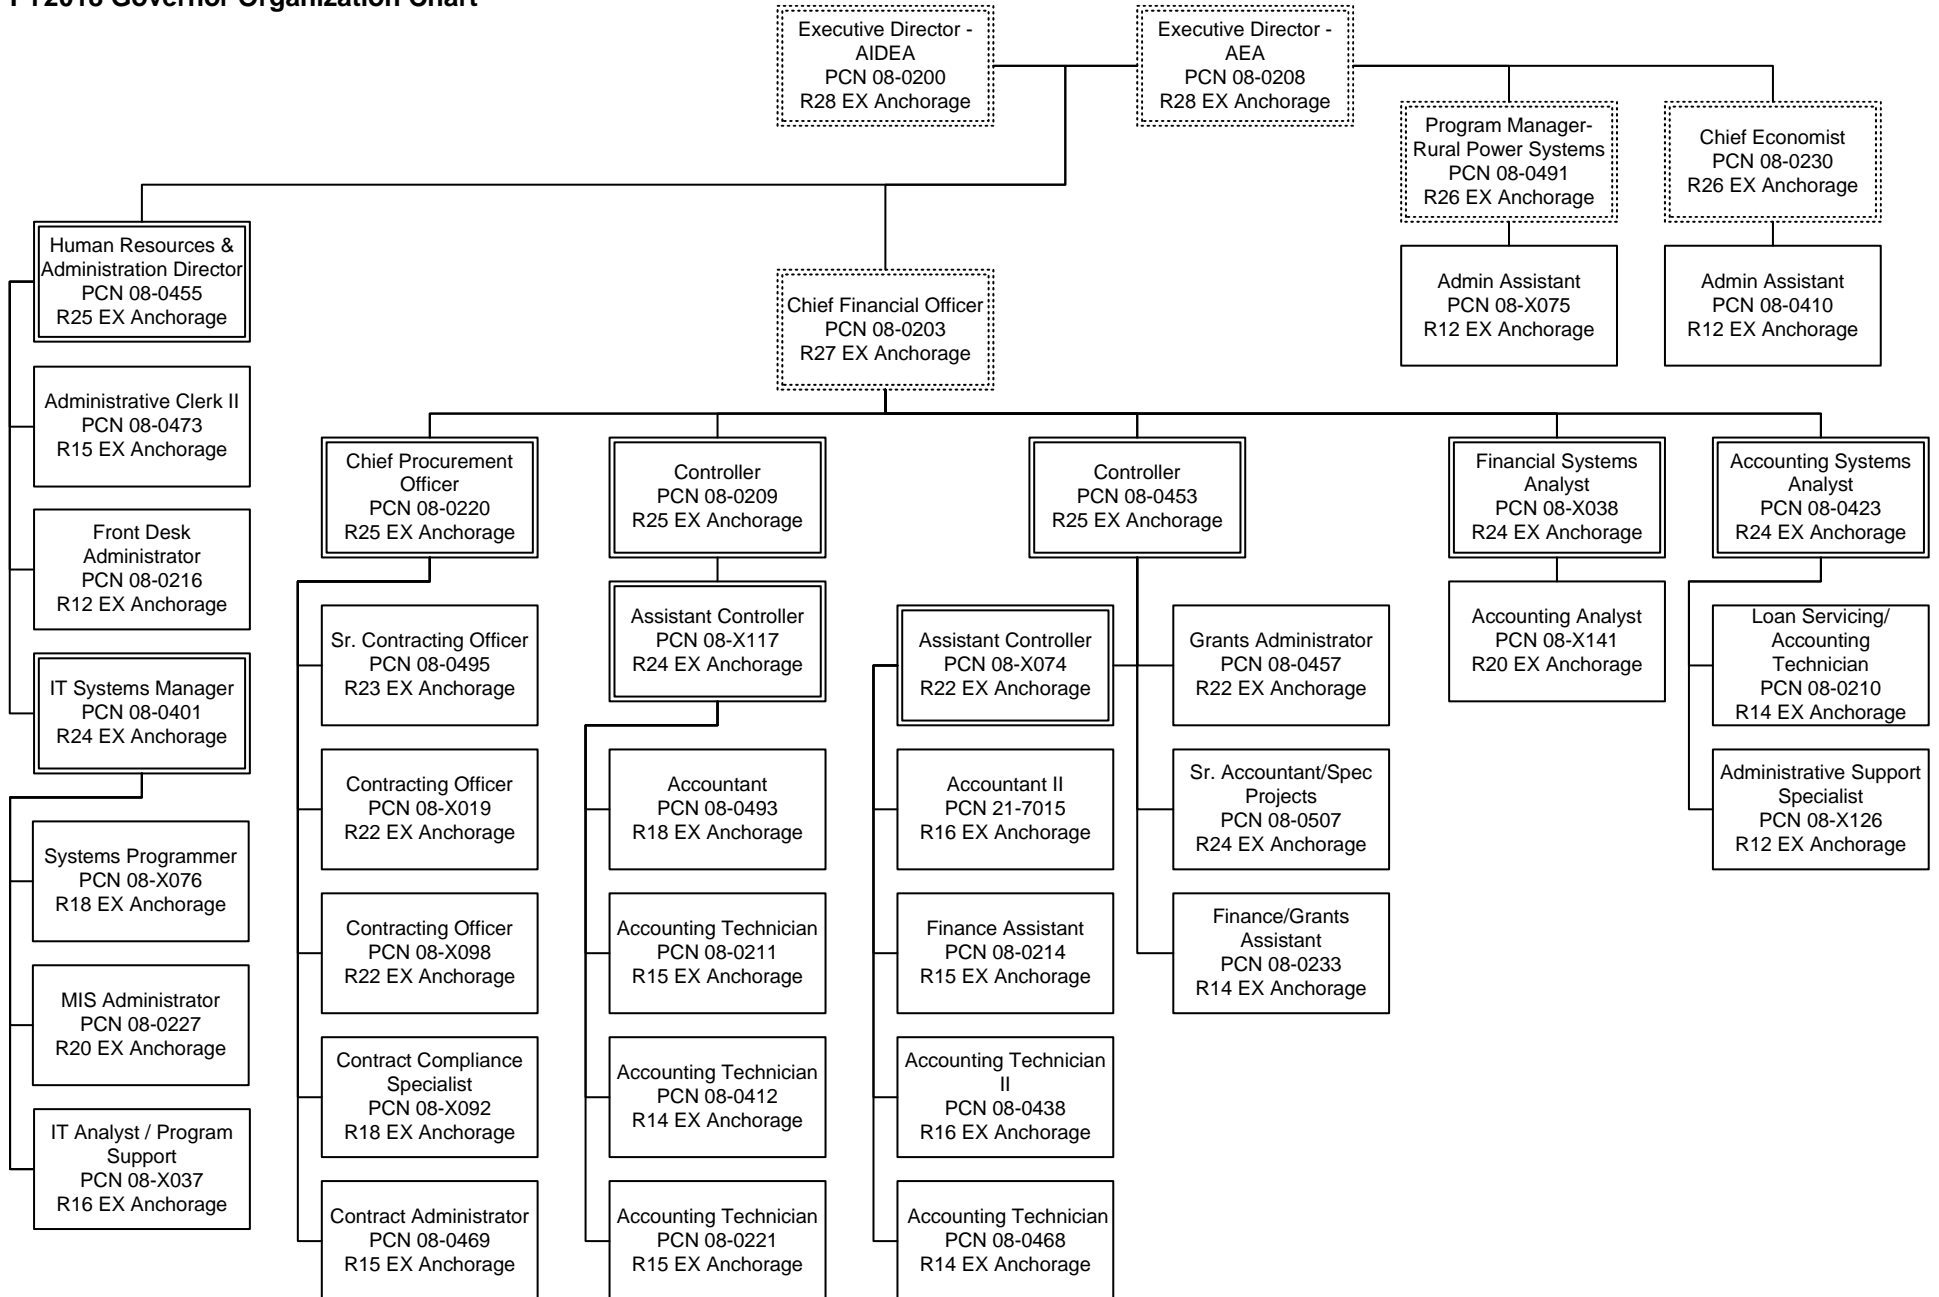 FY2018 Governor Organization Chart
Executive Director -
AIDEA
PCN 08-0200
R28 EX Anchorage
Executive Director -
AEA
PCN 08-0208
R28 EX Anchorage
Program Manager-
Rural Power Systems
PCN 08-0491
R26 EX Anchorage
Chief Economist
PCN 08-0230
R26 EX Anchorage
Human Resources &
Administration Director
PCN 08-0455
R25 EX Anchorage
Chief Financial Officer
PCN 08-0203
R27 EX Anchorage
Admin Assistant
PCN 08-X075
R12 EX Anchorage
Admin Assistant
PCN 08-0410
R12 EX Anchorage
Administrative Clerk II
PCN 08-0473
R15 EX Anchorage
Front Desk
Administrator
PCN 08-0216
R12 EX Anchorage
IT Systems Manager
PCN 08-0401
R24 EX Anchorage
Systems Programmer
PCN 08-X076
R18 EX Anchorage
MIS Administrator
PCN 08-0227
R20 EX Anchorage
IT Analyst / Program
Support
PCN 08-X037
R16 EX Anchorage
Chief Procurement
Officer
PCN 08-0220
R25 EX Anchorage
Sr. Contracting Officer
PCN 08-0495
R23 EX Anchorage
Contracting Officer
PCN 08-X019
R22 EX Anchorage
Contracting Officer
PCN 08-X098
R22 EX Anchorage
Contract Compliance
Specialist
PCN 08-X092
R18 EX Anchorage
Contract Administrator
PCN 08-0469
R15 EX Anchorage
Controller
PCN 08-0209
R25 EX Anchorage
Assistant Controller
PCN 08-X117
R24 EX Anchorage
Accountant
PCN 08-0493
R18 EX Anchorage
Accounting Technician
PCN 08-0211
R15 EX Anchorage
Accounting Technician
PCN 08-0412
R14 EX Anchorage
Accounting Technician
PCN 08-0221
R15 EX Anchorage
Controller
PCN 08-0453
R25 EX Anchorage
Assistant Controller
PCN 08-X074
R22 EX Anchorage
Accountant II
PCN 21-7015
R16 EX Anchorage
Finance Assistant
PCN 08-0214
R15 EX Anchorage
Accounting Technician
II
PCN 08-0438
R16 EX Anchorage
Accounting Technician
PCN 08-0468
R14 EX Anchorage
Grants Administrator
PCN 08-0457
R22 EX Anchorage
Sr. Accountant/Spec
Projects
PCN 08-0507
R24 EX Anchorage
Finance/Grants
Assistant
PCN 08-0233
R14 EX Anchorage
Financial Systems
Analyst
PCN 08-X038
R24 EX Anchorage
Accounting Analyst
PCN 08-X141
R20 EX Anchorage
Accounting Systems
Analyst
PCN 08-0423
R24 EX Anchorage
Loan Servicing/
Accounting
Technician
PCN 08-0210
R14 EX Anchorage
Administrative Support
Specialist
PCN 08-X126
R12 EX Anchorage